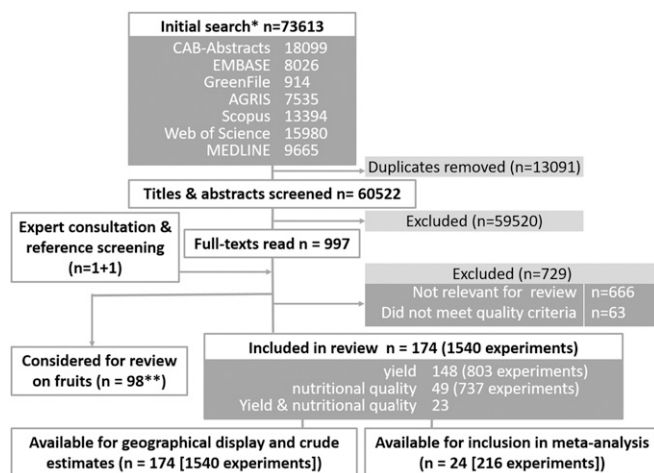 Initial search* n=73613
CAB-Abstracts 18099
EMBASE 8026
GreenFile 914
AGRIS 7535
Scopus 13394
Web of Science 15980
MEDLINE 9665
Duplicates removed (n=13091)
Titles & abstracts screened n= 60522
Excluded (n=59520)
Expert consultation &
reference screening
(n=1+1)
Full-texts read n = 997
Excluded (n=729)
Not relevant for review n=666
Did not meet quality criteria n=63
Considered for review
on fruits (n = 98**)
Included in review n = 174 (1540 experiments)
yield 148 (803 experiments)
nutritional quality 49 (737 experiments)
Yield & nutritional quality 23
Available for geographical display and crude
estimates (n = 174 [1540 experiments])
Available for inclusion in meta-analysis
n = 24 [216 experiments]